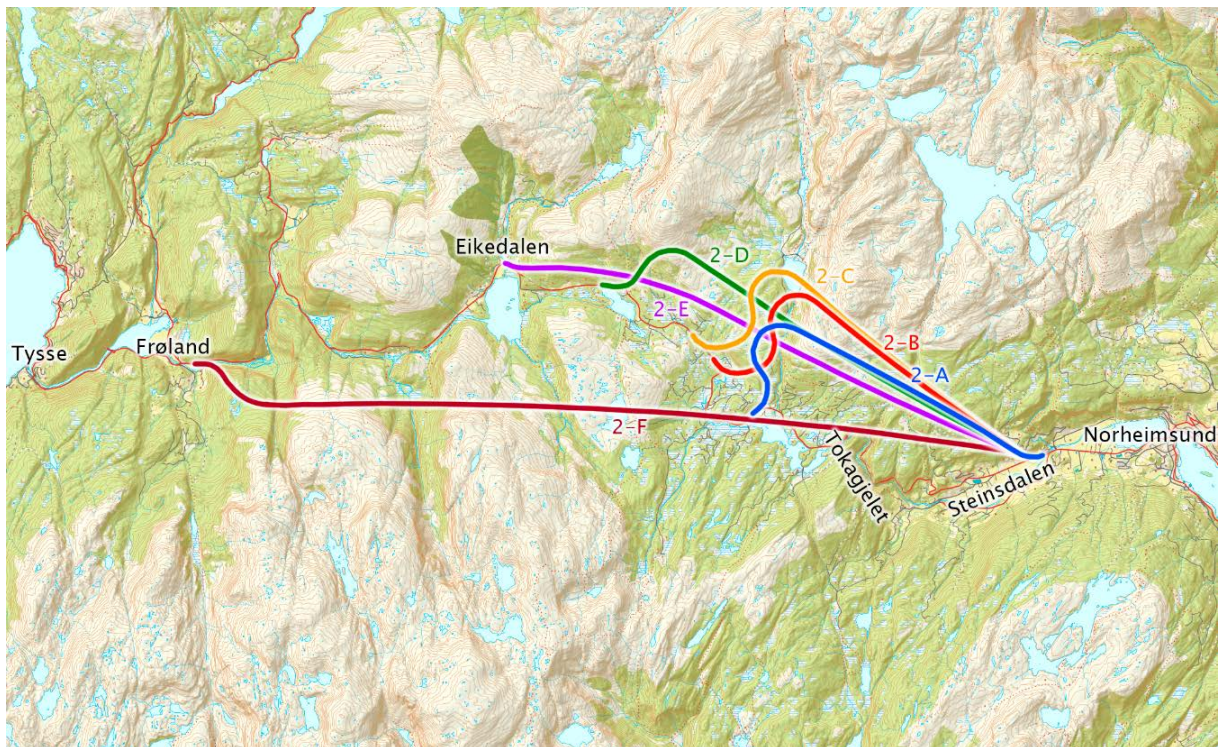 Eikedalen
2-D
2-C
2-E
Tysse
Frøland
2-B
2-A
2-F
Tokagjelet
Norheimsund
Steinsdalen